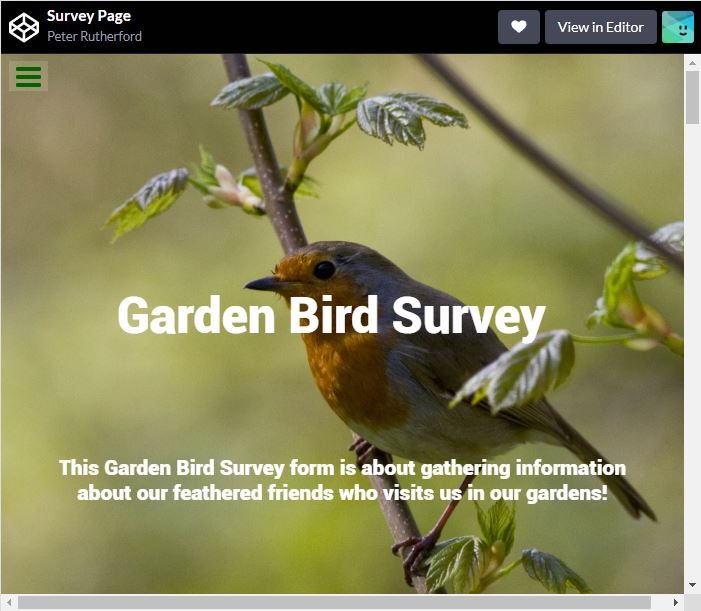 Survey Page
Peter Rutherford
View in Editor
Garden Bird Survey
This Garden Bird Survey form is about gathering information
about our feathered friends who visits us in our gardens!